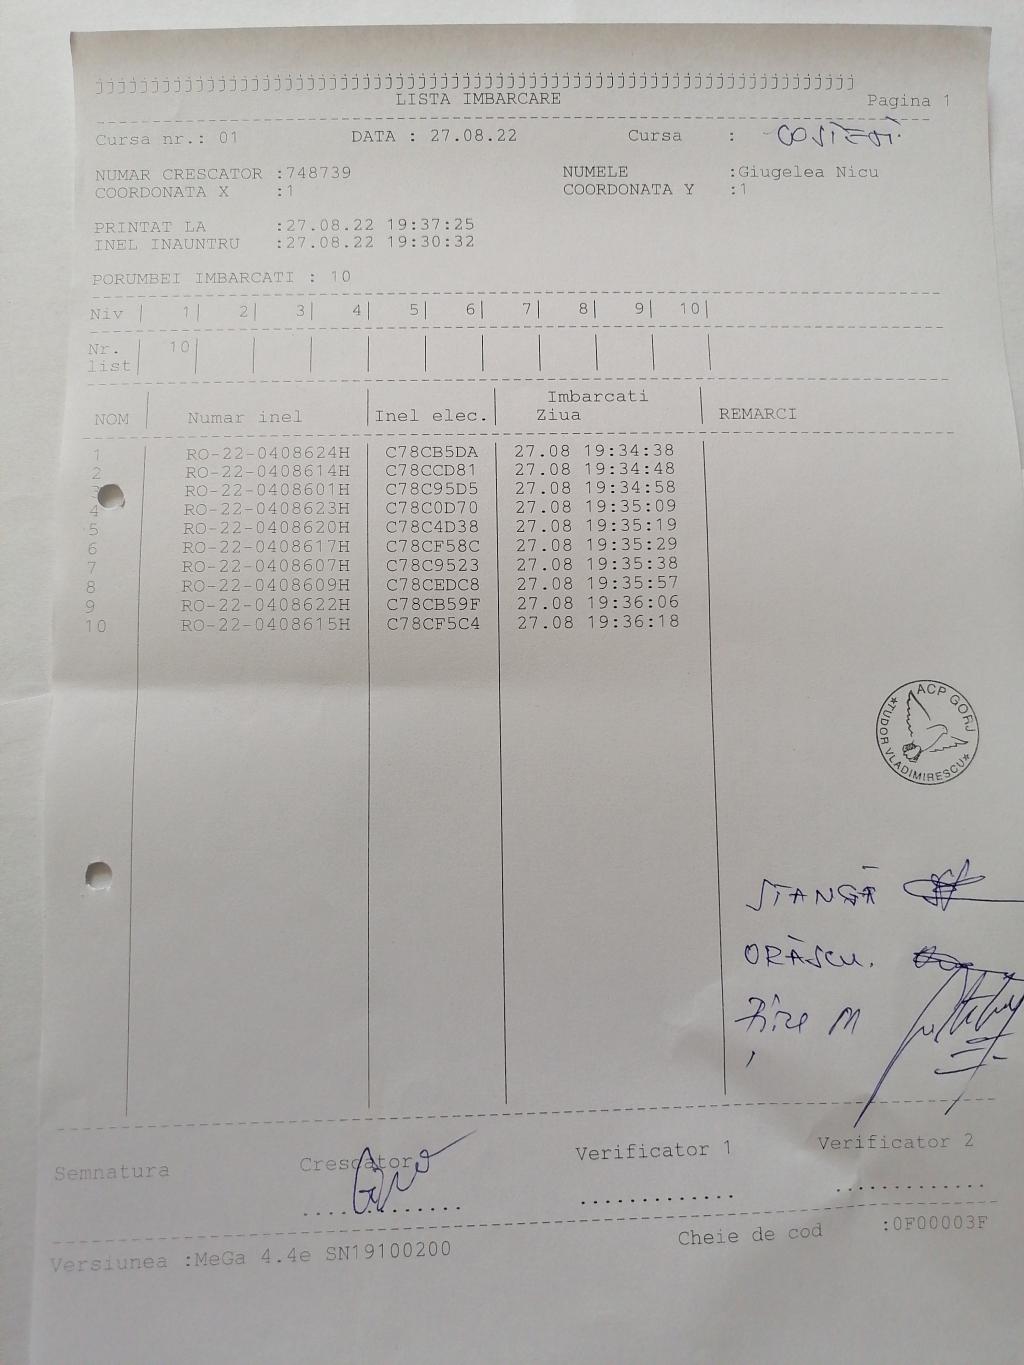 jjjjjjjjjjjjjjjjjjjjjjjjjjjjjjjjjjjjjjjjjjjjjjjjjjjjjjjjjjjjjjjjjjjjjjjjjjjjjjjj
LISTA IMBARCARE Pagina 1
Cursa nr.: 01 DATA : 27.08.22 Cursa : COSTESTI
NUMAR CRESCATOR :748739 NUMELE :Giugelea Nicu
COORDONATA X :1 COORDONATA Y :1
PRINTAT LA :27.08.22 19:37:25
INEL INAUNTRU :27.08.22 19:30:32
PORUMBEI IMBARCATI : 10
Niv | 1| 2| 3| 4| 5| 6| 7| 8| 9| 10|
Nr. | 10| | | | | | | | | |
list|
Imbarcati
NOM | Numar inel | Inel elec.| Ziua | REMARCI
1 RO-22-0408624H C78CB5DA 27.08 19:34:38
2 RO-22-0408614H C78CCD81 27.08 19:34:48
3 RO-22-0408601H C78C95D5 27.08 19:34:58
4 RO-22-0408623H C78C0D70 27.08 19:35:09
5 RO-22-0408620H C78C4D38 27.08 19:35:19
6 RO-22-0408617H C78CF58C 27.08 19:35:29
7 RO-22-0408607H C78C9523 27.08 19:35:38
8 RO-22-0408609H C78CEDC8 27.08 19:35:57
9 RO-22-0408622H C78CB59F 27.08 19:36:06
10 RO-22-0408615H C78CF5C4 27.08 19:36:18
ACP GORJ
*TUDOR VLADIMIRESCU*
STANGĂ
ORĂSCU.
M
Semnatura Crescator Verificator 1 Verificator 2
............. ............. .............
Versiunea :MeGa 4.4e SN19100200 Cheie de cod :0F00003F